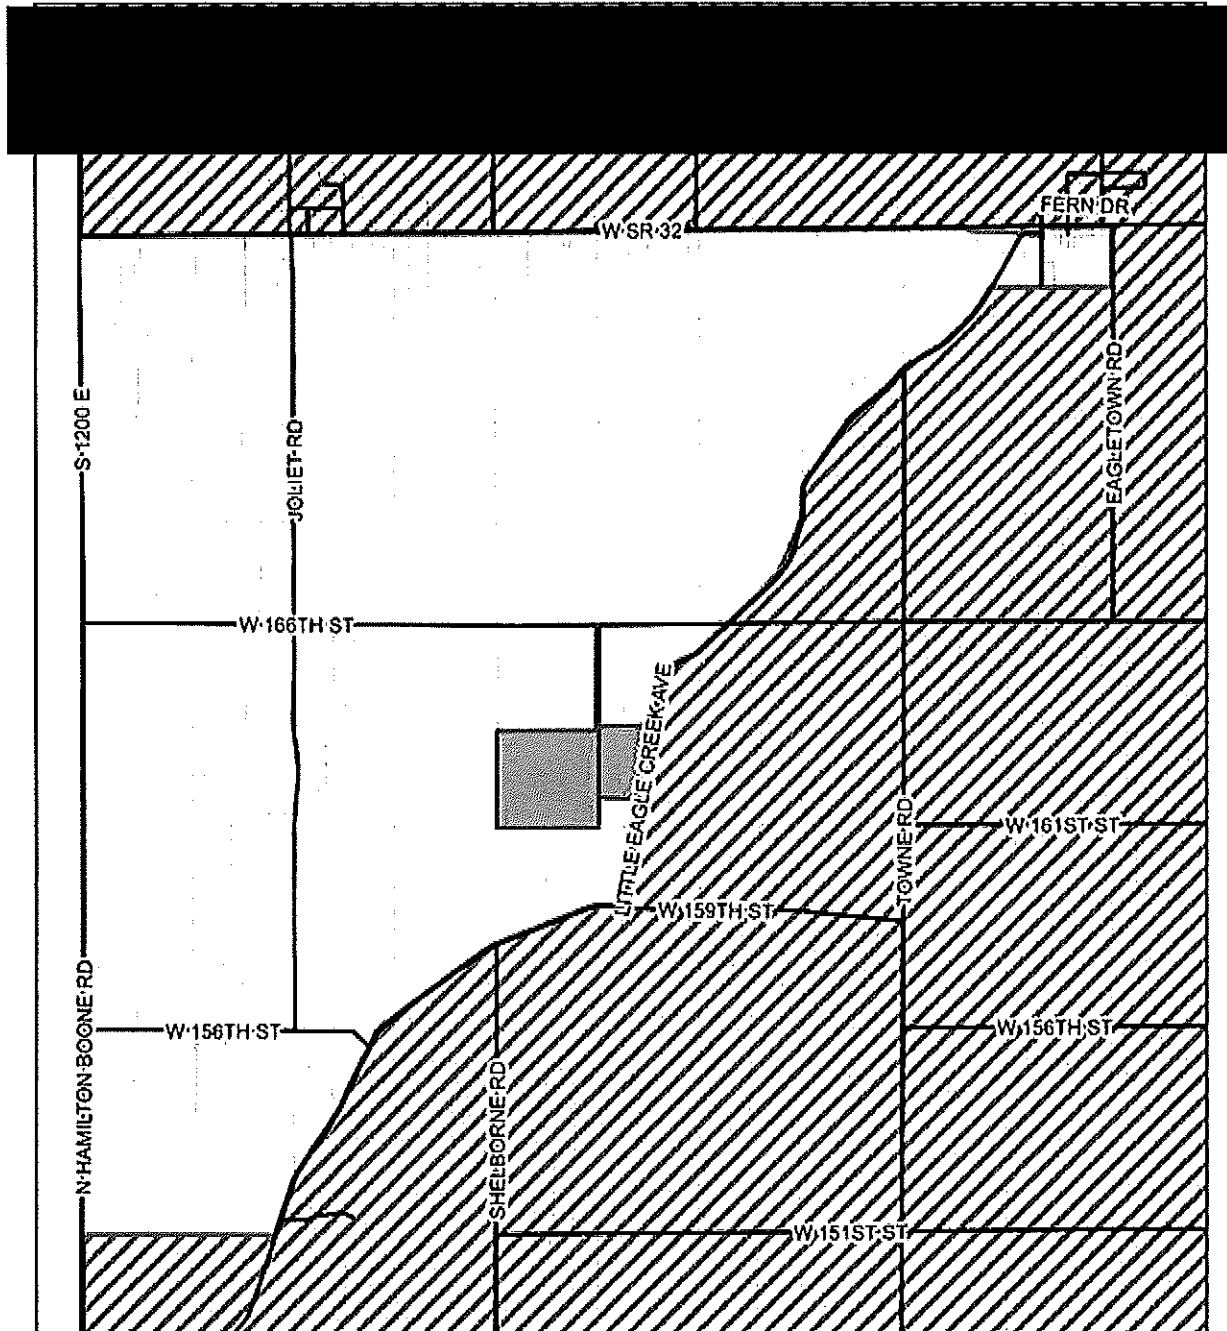 FERN DR
W SR 32
S 1200 E
JOLIET RD
EAGLETOWN RD
W 166TH ST
LITTLE EAGLE CREEK AVE
TOWNE RD
W 161ST ST
W 159TH ST
N HAMILTON BOONE RD
W 156TH ST
W 156TH ST
SHELBORNE RD
W 151ST ST